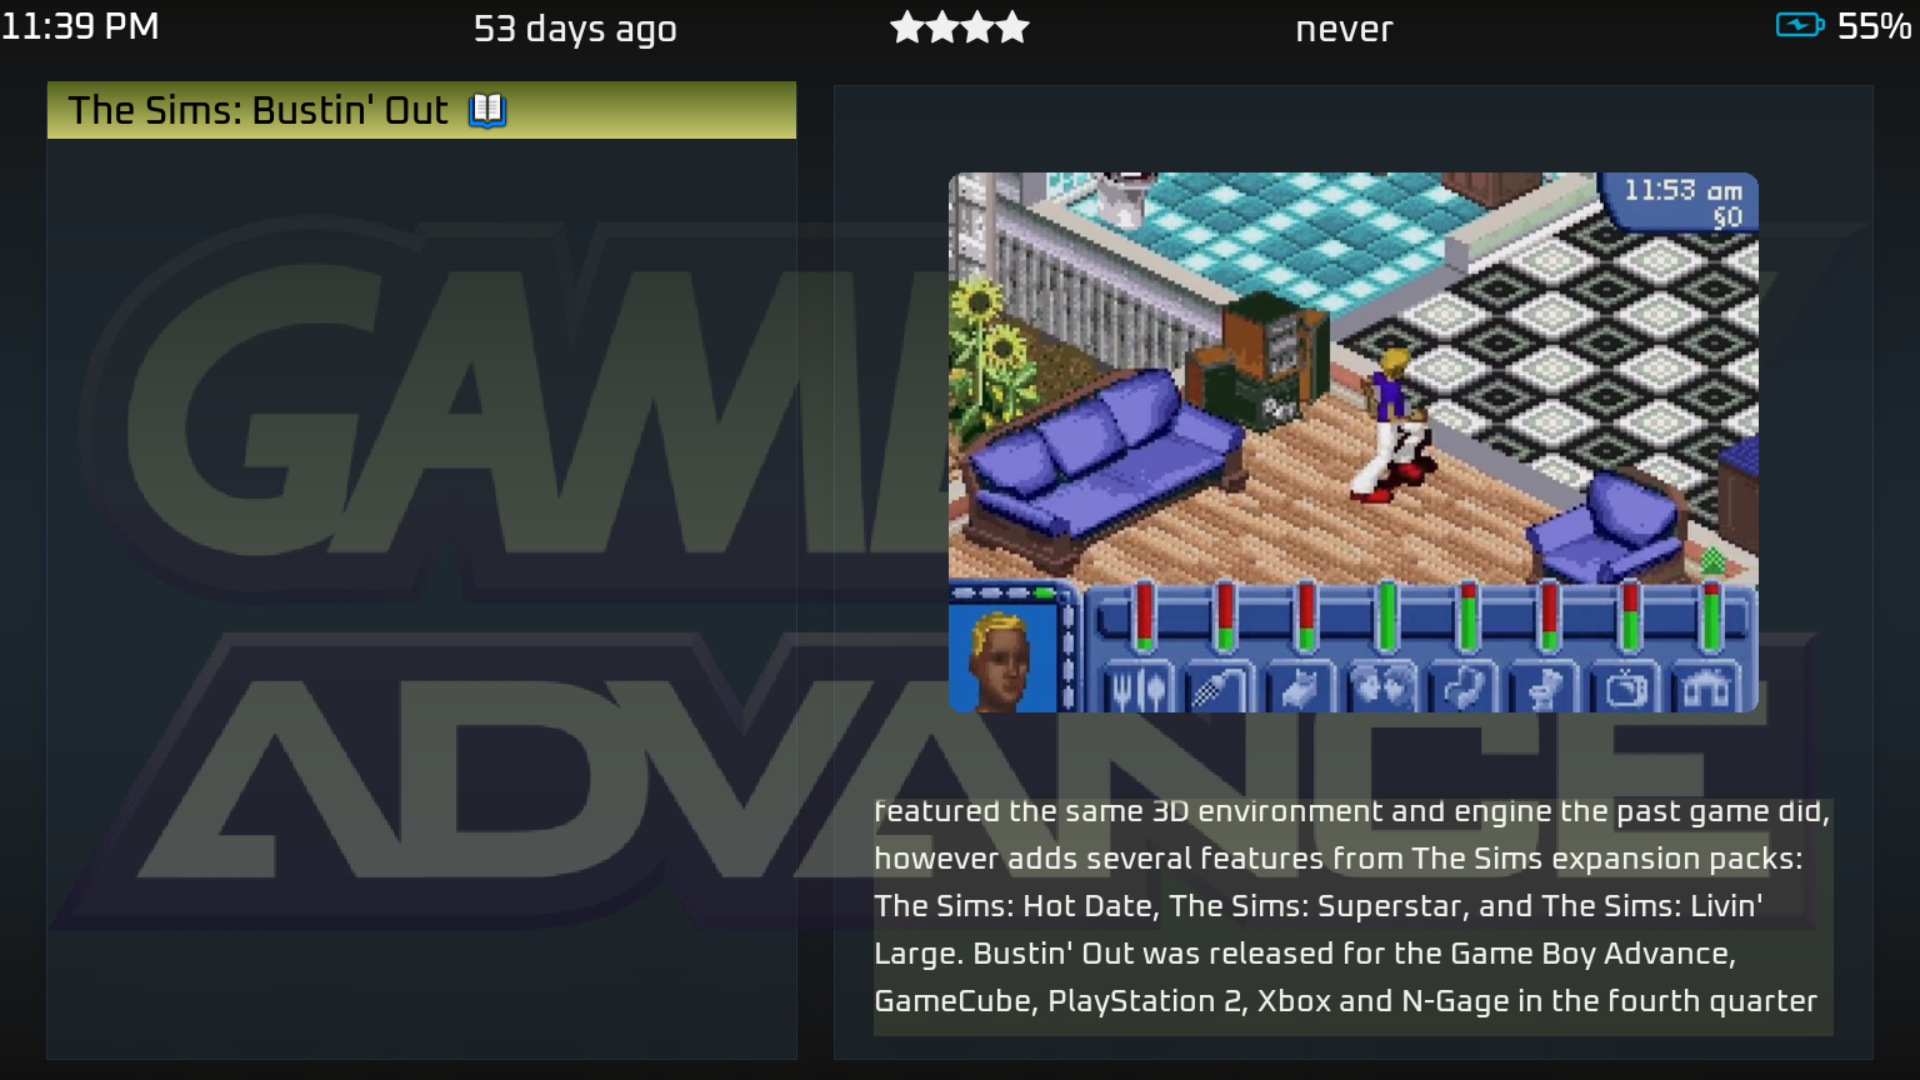 11:39 PM
53 days ago
never
55%
The Sims: Bustin' Out
11:53 am
§0
GAME
ADVANCE
featured the same 3D environment and engine the past game did,
however adds several features from The Sims expansion packs:
The Sims: Hot Date, The Sims: Superstar, and The Sims: Livin'
Large. Bustin' Out was released for the Game Boy Advance,
GameCube, PlayStation 2, Xbox and N-Gage in the fourth quarter